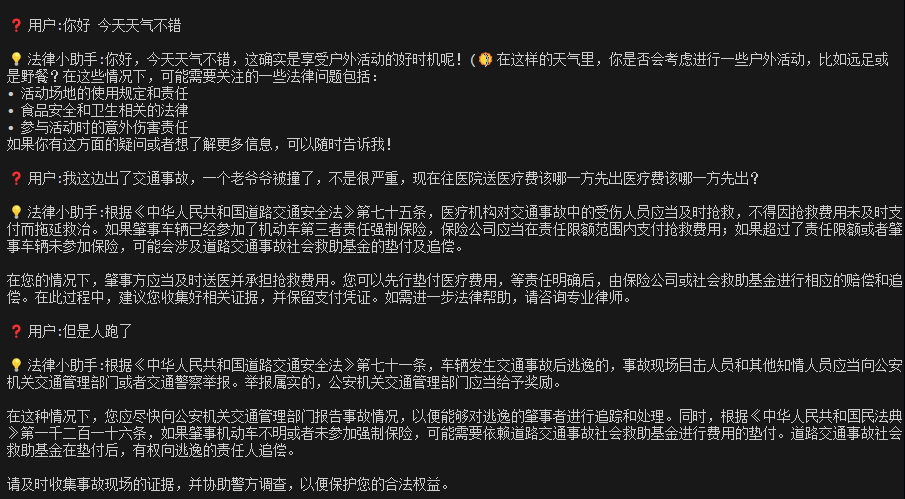 ❓ 用户:你好 今天天气不错
💡 法律小助手:你好，今天天气不错，这确实是享受户外活动的好时机呢！(🌻 在这样的天气里，你是否会考虑进行一些户外活动，比如远足或
是野餐？在这些情况下，可能需要关注的一些法律问题包括：
• 活动场地的使用规定和责任
• 食品安全和卫生相关的法律
• 参与活动时的意外伤害责任
如果你有这方面的疑问或者想了解更多信息，可以随时告诉我！
❓ 用户:我这边出了交通事故，一个老爷爷被撞了，不是很严重，现在往医院送医疗费该哪一方先出医疗费该哪一方先出？
💡 法律小助手:根据《中华人民共和国道路交通安全法》第七十五条，医疗机构对交通事故中的受伤人员应当及时抢救，不得因抢救费用未及时支
付而拖延救治。如果肇事车辆已经参加了机动车第三者责任强制保险，保险公司应当在责任限额范围内支付抢救费用；如果超过了责任限额或者肇
事车辆未参加保险，可能会涉及道路交通事故社会救助基金的垫付及追偿。
在您的情况下，肇事方应当及时送医并承担抢救费用。您可以先行垫付医疗费用，等责任明确后，由保险公司或社会救助基金进行相应的赔偿和追
偿。在此过程中，建议您收集好相关证据，并保留支付凭证。如需进一步法律帮助，请咨询专业律师。
❓ 用户:但是人跑了
💡 法律小助手:根据《中华人民共和国道路交通安全法》第七十一条，车辆发生交通事故后逃逸的，事故现场目击人员和其他知情人员应当向公安
机关交通管理部门或者交通警察举报。举报属实的，公安机关交通管理部门应当给予奖励。
在这种情况下，您应尽快向公安机关交通管理部门报告事故情况，以便能够对逃逸的肇事者进行追踪和处理。同时，根据《中华人民共和国民法典
》第一千二百一十六条，如果肇事机动车不明或者未参加强制保险，可能需要依赖道路交通事故社会救助基金进行费用的垫付。道路交通事故社会
救助基金在垫付后，有权向逃逸的责任人追偿。
请及时收集事故现场的证据，并协助警方调查，以便保护您的合法权益。